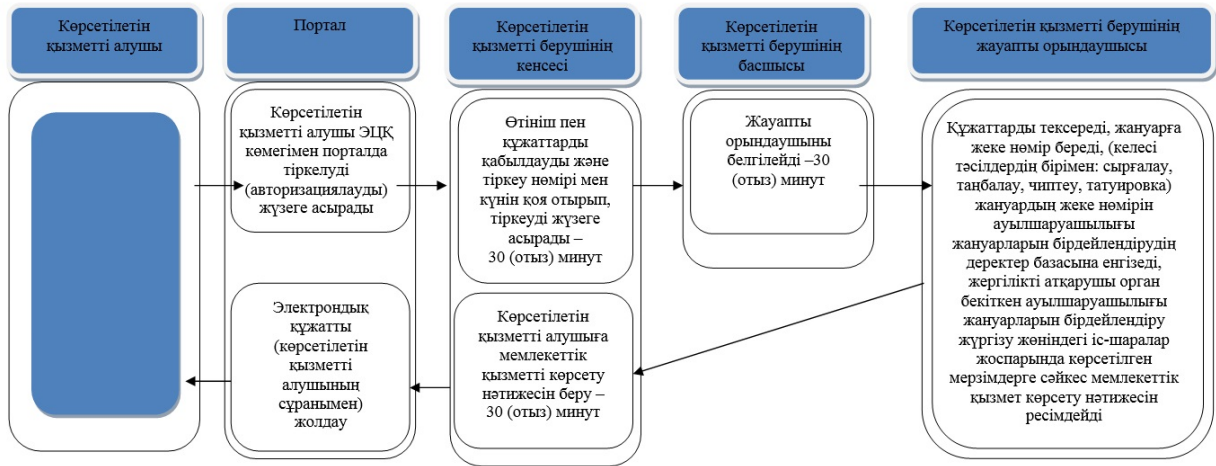 Көрсетілетін
қызметті алушы
Портал
Көрсетілетін
қызметті берушінің
кеңсесі
Көрсетілетін
қызметті берушінің
басшысы
Көрсетілетін қызметті берушінің
жауапты орындаушысы
Көрсетілетін
қызметті алушы ЭЦҚ
көмегімен порталда
тіркелуді
(авторизациялауды)
жүзеге асырады
Өтініш пен
құжаттарды
қабылдауды және
тіркеу нөмірі мен
күнін қоя отырып,
тіркеуді жүзеге
асырады –
30 (отыз) минут
Жауапты
орындаушыны
белгілейді –30
(отыз) минут
Құжаттарды тексереді, жануарға
жеке нөмір береді, (келесі
тәсілдердің бірімен: сырғалау,
таңбалау, чиптеу, татуировка)
жануардың жеке нөмірін
ауылшаруашылығы
жануарларын бірдейлендірудің
деректер базасына енгізеді,
жергілікті атқарушы орган
бекіткен ауылшаруашылығы
жануарларын бірдейлендіру
жүргізу жөніндегі іс-шаралар
жоспарында көрсетілген
мерзімдерге сәйкес мемлекеттік
қызмет көрсету нәтижесін
ресімдейді
Электрондық
құжатты
(көрсетілетін
қызметті
алушының
сұранымен)
жолдау
Көрсетілетін
қызметті алушыға
мемлекеттік
қызметті көрсету
нәтижесін беру –
30 (отыз) минут